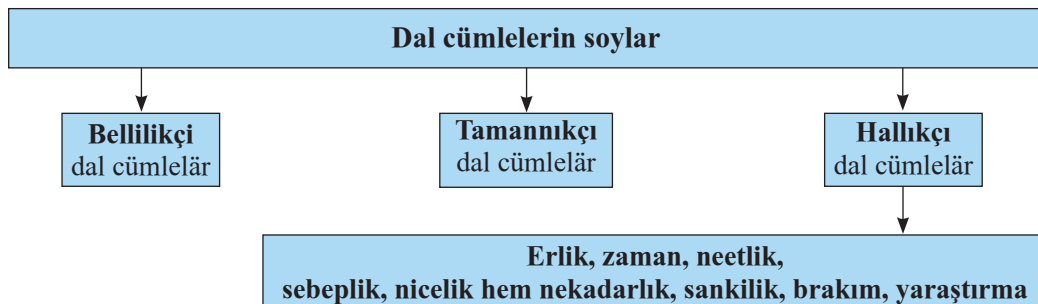 Dal cümlelerin soylar
Bellilikçi
dal cümlelär
Tamannıkçı
dal cümlelär
Hallıkçı
dal cümlelär
Erlik, zaman, neetlik,
sebeplik, nicelik hem nekadarlık, sankilik, brakım, yaraştırma